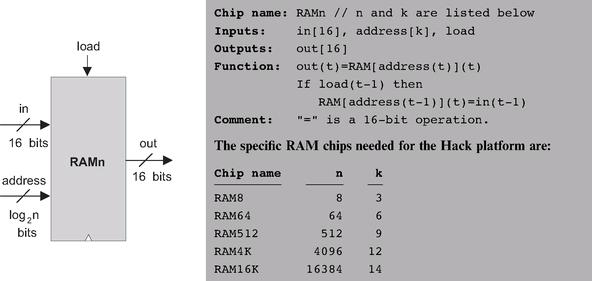 load
in
16 bits
RAMn
out
16 bits
address
log2n
bits
Chip name: RAMn // n and k are listed below
Inputs: in[16], address[k], load
Outputs: out[16]
Function: out(t)=RAM[address(t)](t)
If load(t-1) then
RAM[address(t-1)](t)=in(t-1)
Comment: "=" is a 16-bit operation.
The specific RAM chips needed for the Hack platform are:
Chip name n k
RAM8 8 3
RAM64 64 6
RAM512 512 9
RAM4K 4096 12
RAM16K 16384 14